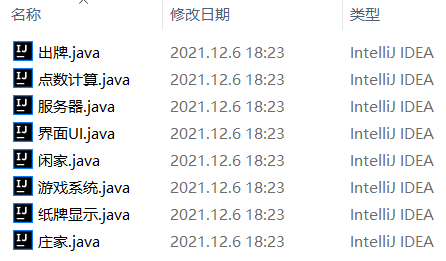 名称 修改日期 类型
出牌.java 2021.12.6 18:23 IntelliJ IDEA
点数计算.java 2021.12.6 18:23 IntelliJ IDEA
服务器.java 2021.12.6 18:23 IntelliJ IDEA
界面UI.java 2021.12.6 18:23 IntelliJ IDEA
闲家.java 2021.12.6 18:23 IntelliJ IDEA
游戏系统.java 2021.12.6 18:23 IntelliJ IDEA
纸牌显示.java 2021.12.6 18:23 IntelliJ IDEA
庄家.java 2021.12.6 18:23 IntelliJ IDEA